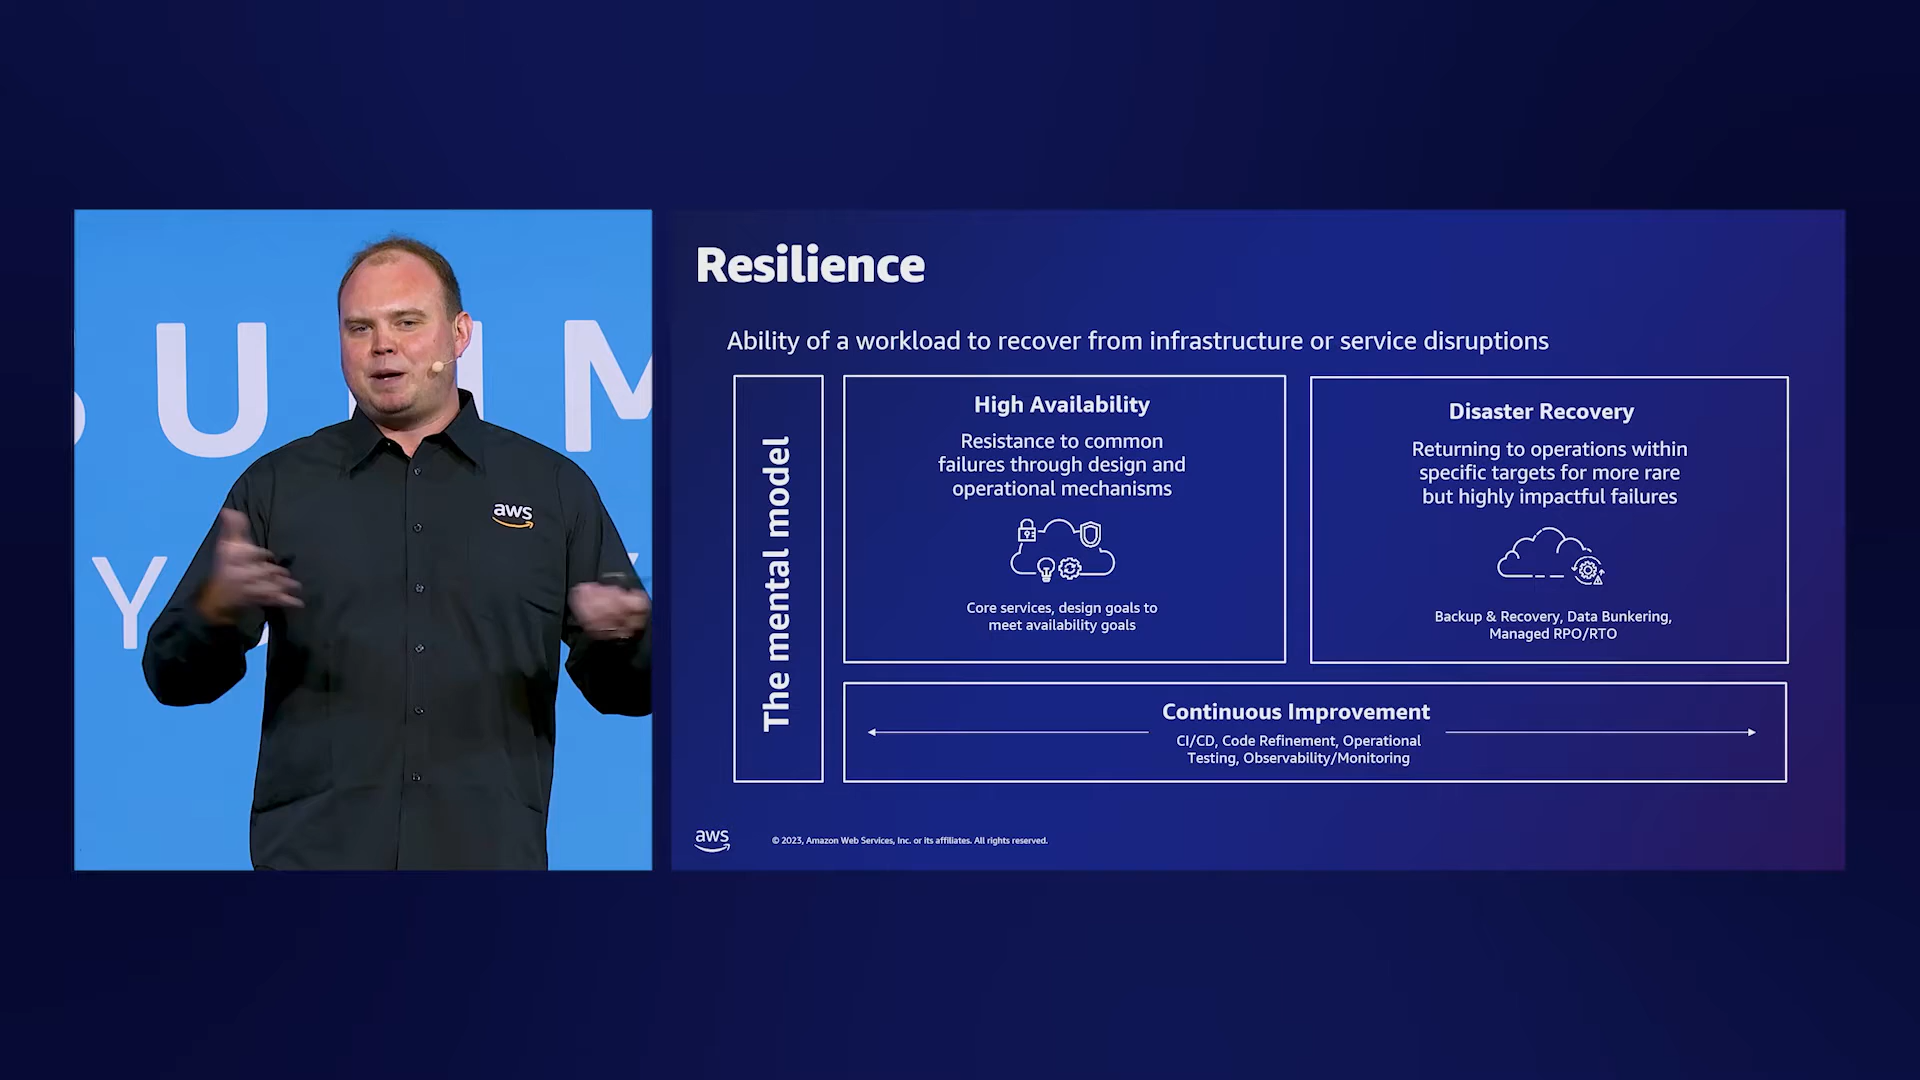 SUMM
Y
aws
Resilience
Ability of a workload to recover from infrastructure or service disruptions
The mental model
High Availability
Resistance to common
failures through design and
operational mechanisms
Core services, design goals to
meet availability goals
Disaster Recovery
Returning to operations within
specific targets for more rare
but highly impactful failures
Backup & Recovery, Data Bunkering,
Managed RPO/RTO
Continuous Improvement
CI/CD, Code Refinement, Operational
Testing, Observability/Monitoring
aws
© 2023, Amazon Web Services, Inc. or its affiliates. All rights reserved.